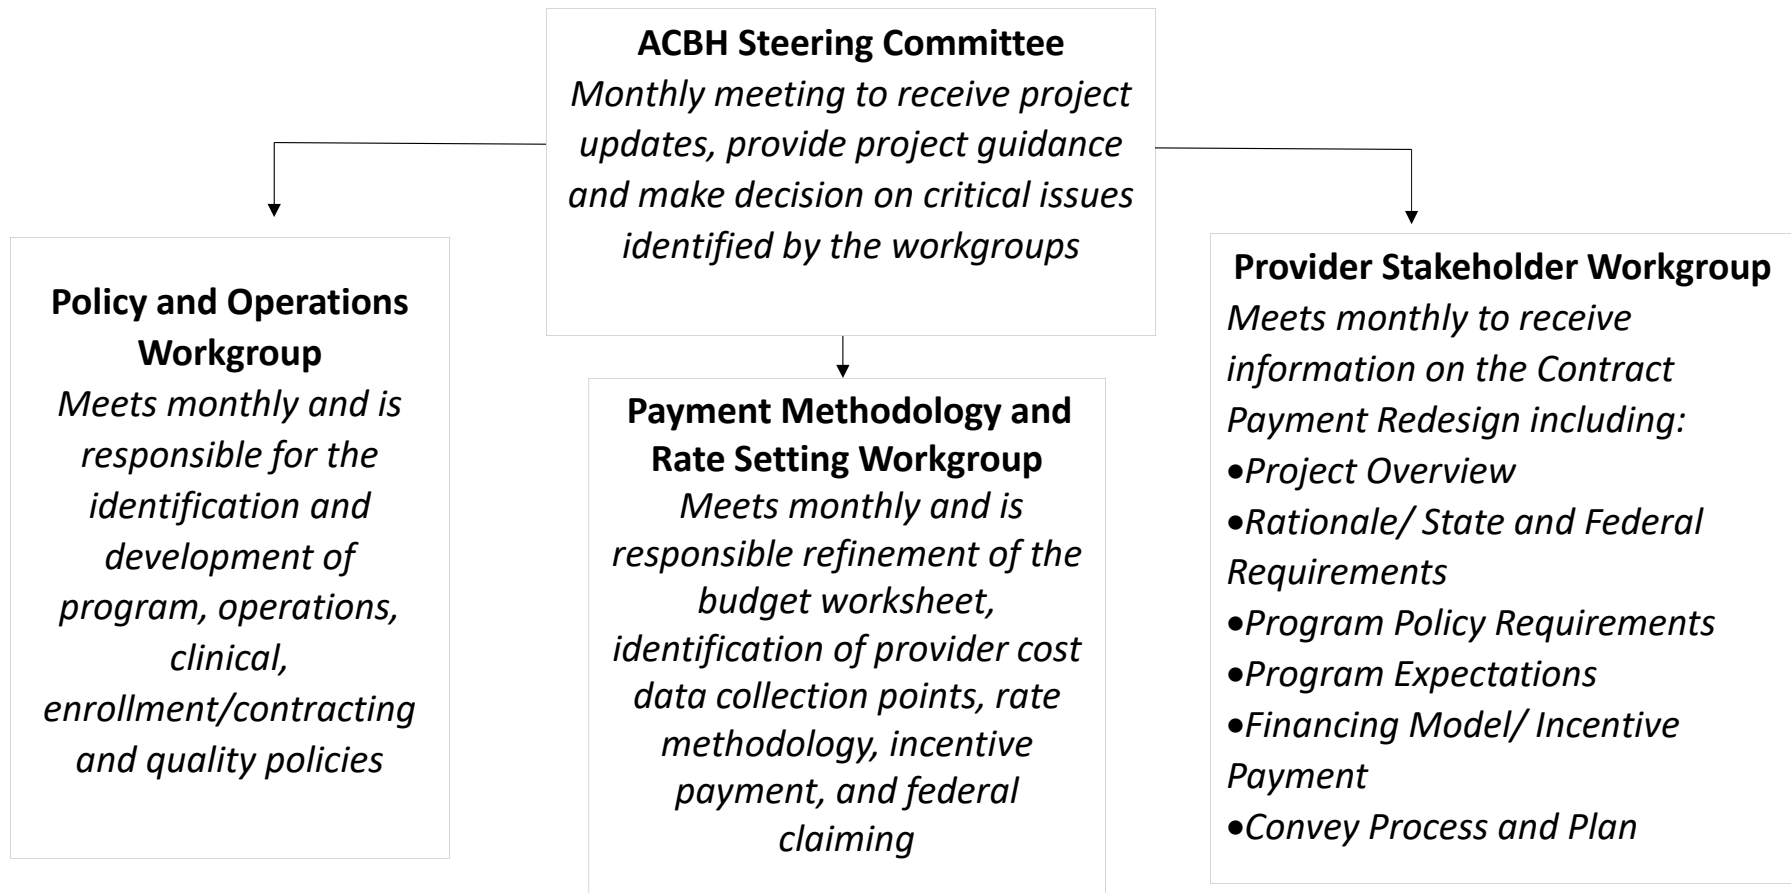 ACBH Steering Committee
Monthly meeting to receive project
updates, provide project guidance
and make decision on critical issues
identified by the workgroups
Policy and Operations
Workgroup
Meets monthly and is
responsible for the
identification and
development of
program, operations,
clinical,
enrollment/contracting
and quality policies
Payment Methodology and
Rate Setting Workgroup
Meets monthly and is
responsible refinement of the
budget worksheet,
identification of provider cost
data collection points, rate
methodology, incentive
payment, and federal
claiming
Provider Stakeholder Workgroup
Meets monthly to receive
information on the Contract
Payment Redesign including:
•Project Overview
•Rationale/ State and Federal
Requirements
•Program Policy Requirements
•Program Expectations
•Financing Model/ Incentive
Payment
•Convey Process and Plan